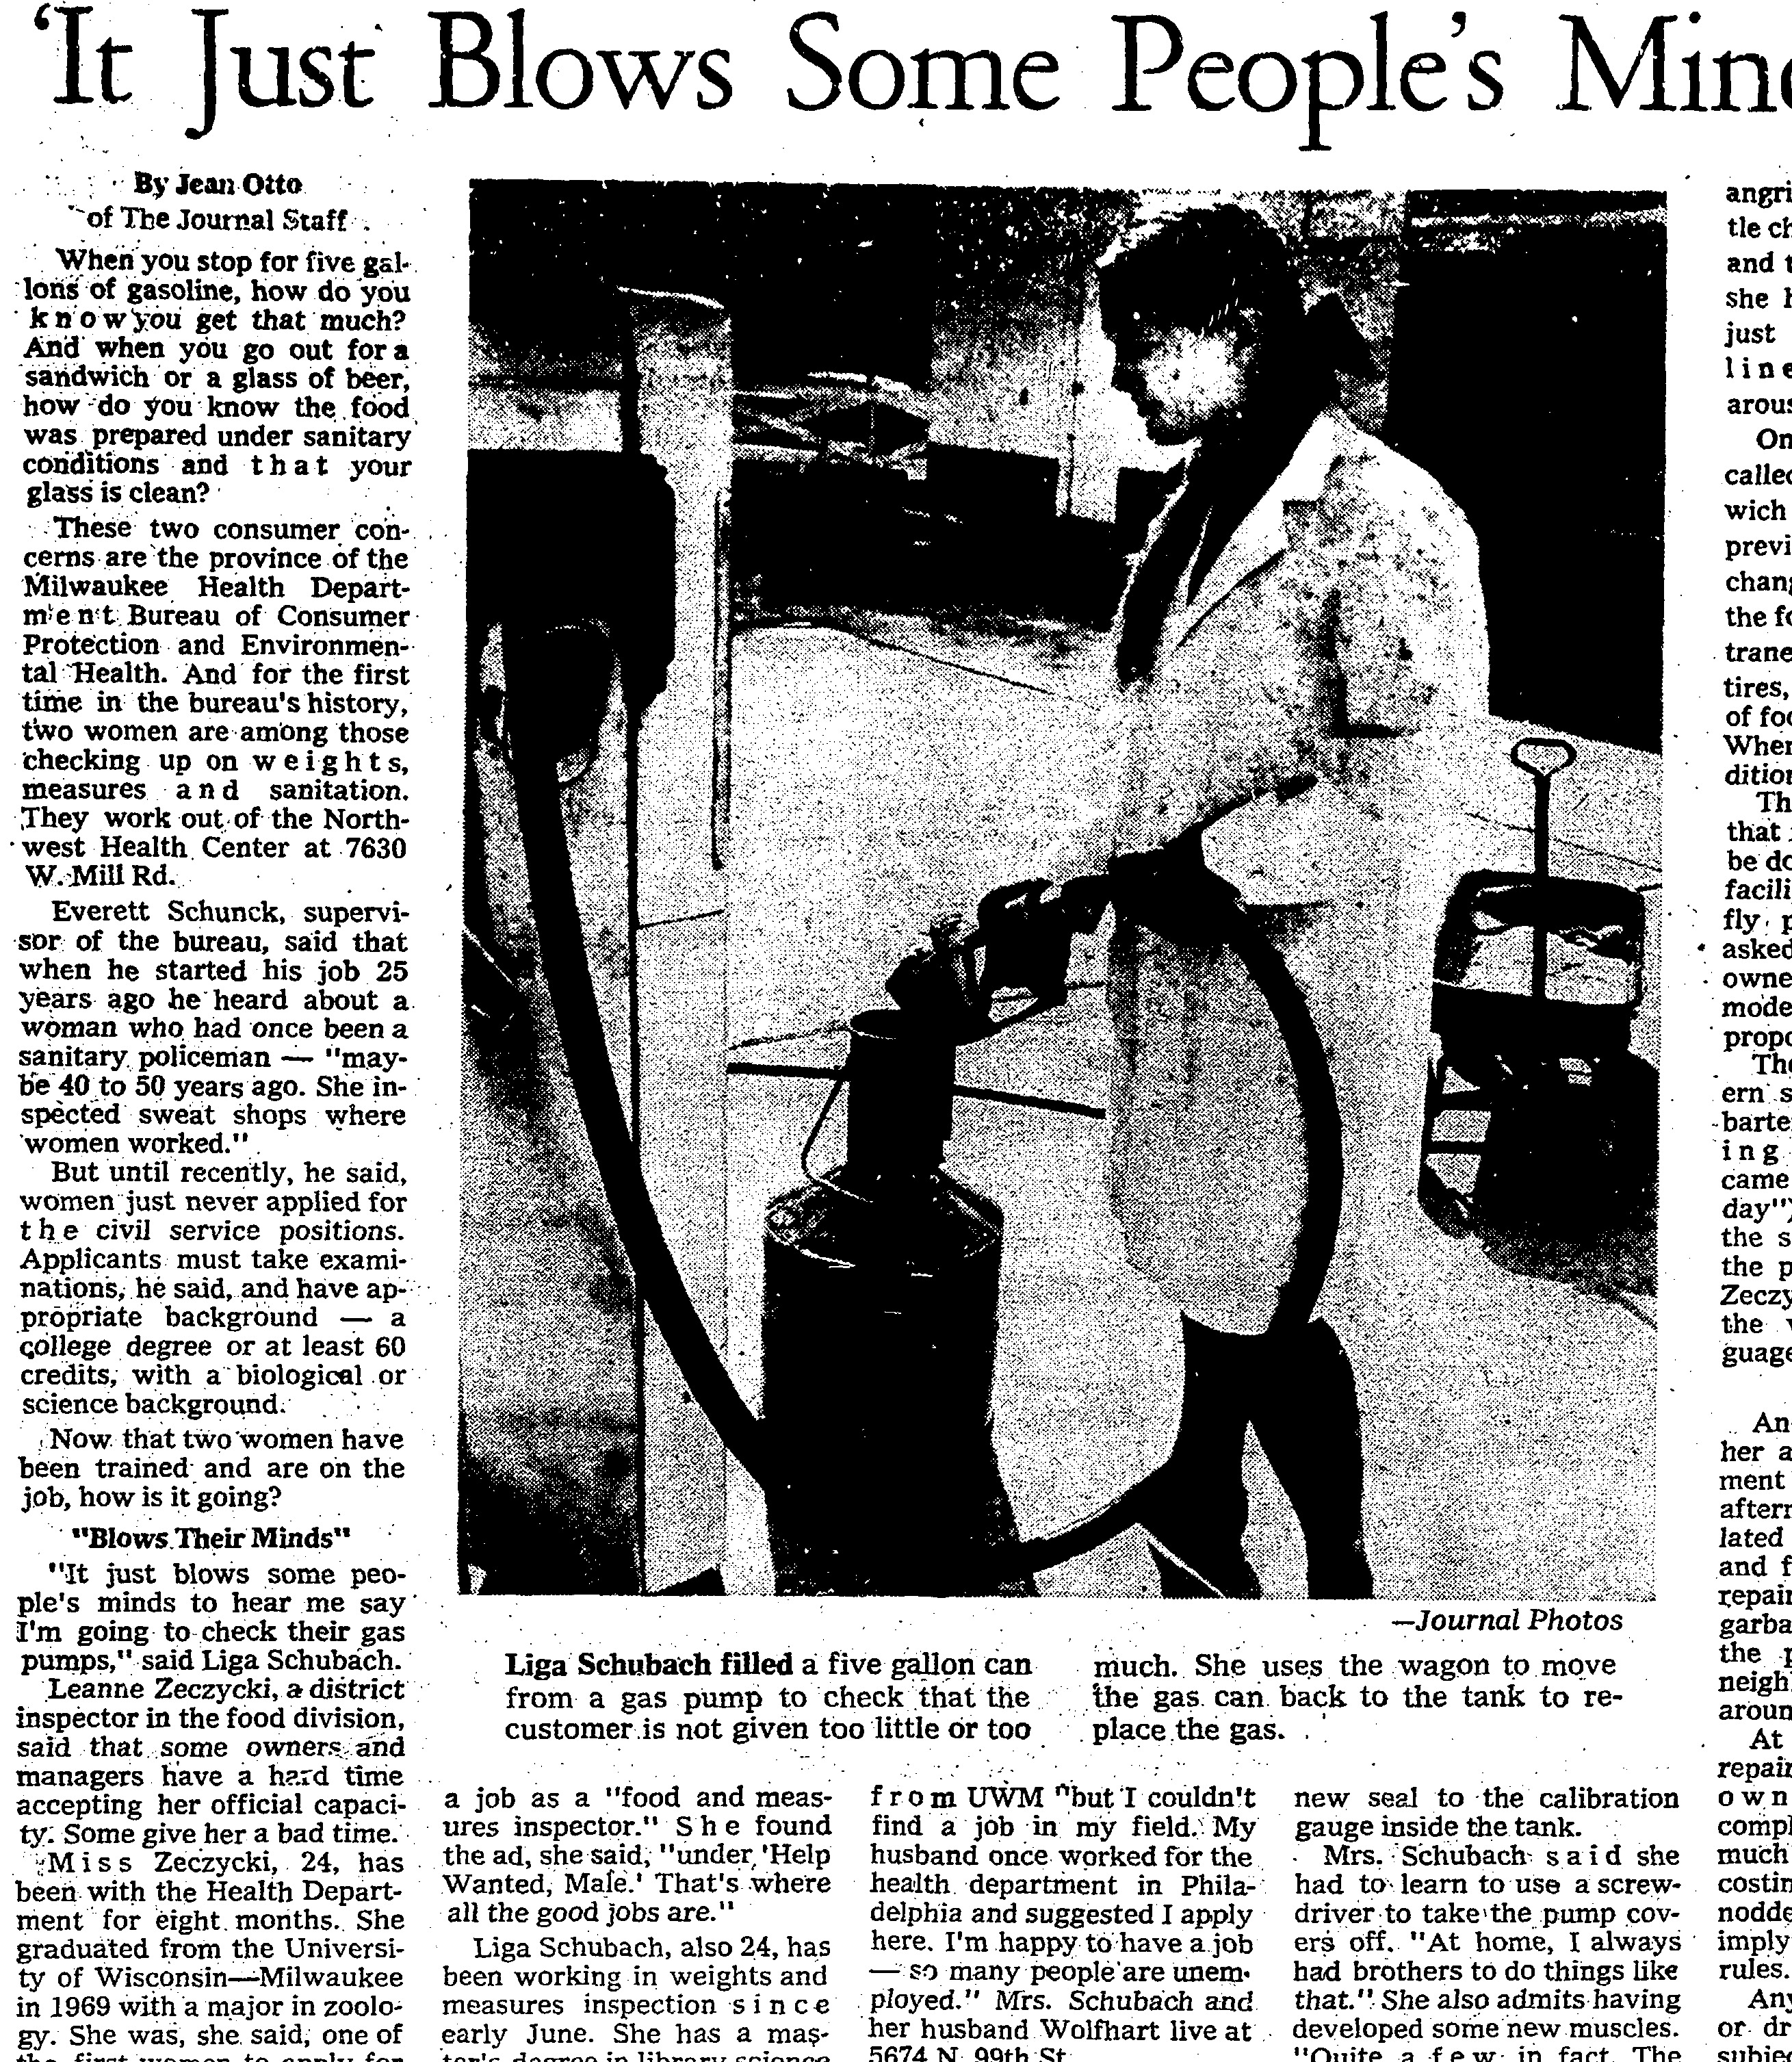 'It Just Blows Some People's
By Jean Otto
of The Journal Staff
When you stop for five gal-
lons of gasoline, how do you
know you get that much?
And when you go out for a
sandwich or a glass of beer,
how do you know the food
was prepared under sanitary
conditions and that your
glass is clean?
These two consumer con-
cerns are the province of the
Milwaukee Health Depart-
ment Bureau of Consumer
Protection and Environmen-
tal Health. And for the first
time in the bureau's history,
two women are among those
checking up on weights,
measures and sanitation.
They work out of the North-
west Health Center at 7630
W. Mill Rd.
Everett Schunck, supervi-
sor of the bureau, said that
when he started his job 25
years ago he heard about a
woman who had once been a
sanitary policeman — "may-
be 40 to 50 years ago. She in-
spected sweat shops where
women worked."
But until recently, he said,
women just never applied for
the civil service positions.
Applicants must take exami-
nations, he said, and have ap-
propriate background — a
college degree or at least 60
credits, with a biological or
science background.
Now that two women have
been trained and are on the
job, how is it going?
"Blows Their Minds"
"It just blows some peo-
ple's minds to hear me say
I'm going to check their gas
pumps," said Liga Schubach.
Leanne Zeczycki, a district
inspector in the food division,
said that some owners and
managers have a hard time
accepting her official capaci-
ty. Some give her a bad time.
Miss Zeczycki, 24, has
been with the Health Depart-
ment for eight months. She
graduated from the Universi-
ty of Wisconsin—Milwaukee
in 1969 with a major in zoolo-
gy. She was, she said, one of
the first women to apply for
—Journal Photos
Liga Schubach filled a five gallon can
from a gas pump to check that the
customer is not given too little or too
much. She uses the wagon to move
the gas can back to the tank to re-
place the gas.
a job as a "food and meas-
ures inspector." She found
the ad, she said, "under 'Help
Wanted, Male.' That's where
all the good jobs are."
Liga Schubach, also 24, has
been working in weights and
measures inspection since
early June. She has a mas-
ter's degree in library science
from UWM "but I couldn't
find a job in my field. My
husband once worked for the
health department in Phila-
delphia and suggested I apply
here. I'm happy to have a job
— so many people are unem-
ployed." Mrs. Schubach and
her husband Wolfhart live at
5674 N. 99th St.
new seal to the calibration
gauge inside the tank.
Mrs. Schubach said she
had to learn to use a screw-
driver to take the pump cov-
ers off. "At home, I always
had brothers to do things like
that." She also admits having
developed some new muscles.
"Quite a few in fact. The